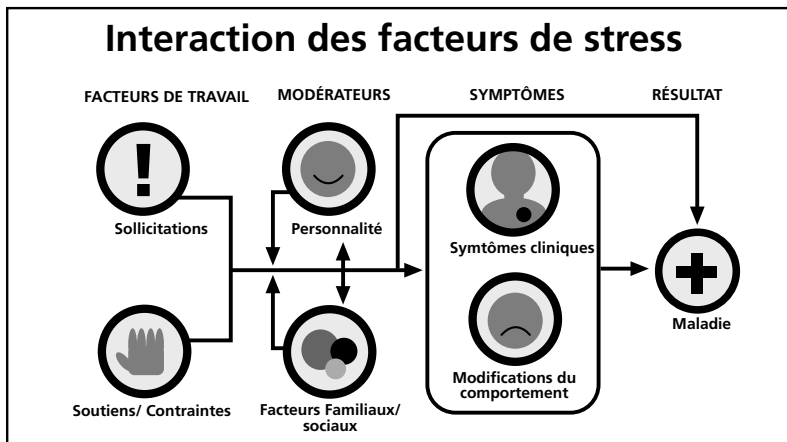 Interaction des facteurs de stress
FACTEURS DE TRAVAIL
MODÉRATEURS
SYMPTÔMES
RÉSULTAT
Sollicitations
Personnalité
Symtômes cliniques
Maladie
Soutiens/ Contraintes
Facteurs Familiaux/
sociaux
Modifications du
comportement